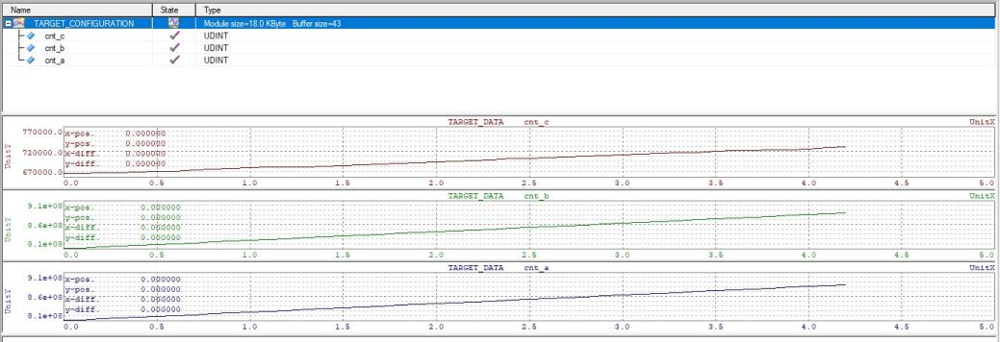 Name State Type
TARGET_CONFIGURATION Module size=18.0 KByte Buffer size=43
cnt_c UDINT
cnt_b UDINT
cnt_a UDINT
TARGET_DATA cnt_c UnitX
770000.0 x-pos. 0.000000
y-pos. 0.000000
UnitY 720000.0 x-diff. 0.000000
y-diff. 0.000000
670000.0
0.0 0.5 1.0 1.5 2.0 2.5 3.0 3.5 4.0 4.5 5.0
TARGET_DATA cnt_b UnitX
9.1e+08 x-pos. 0.000000
y-pos. 0.000000
UnitY 8.6e+08 x-diff. 0.000000
y-diff. 0.000000
8.1e+08
0.0 0.5 1.0 1.5 2.0 2.5 3.0 3.5 4.0 4.5 5.0
TARGET_DATA cnt_a UnitX
9.1e+08 x-pos. 0.000000
y-pos. 0.000000
UnitY 8.6e+08 x-diff. 0.000000
y-diff. 0.000000
8.1e+08
0.0 0.5 1.0 1.5 2.0 2.5 3.0 3.5 4.0 4.5 5.0